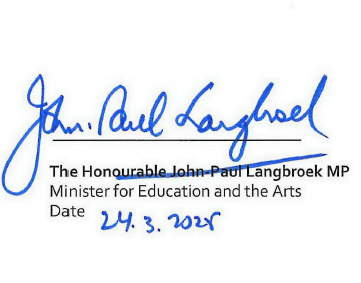 John-Paul Langbroek
The Honourable John-Paul Langbroek MP
Minister for Education and the Arts
Date 24.3.2025